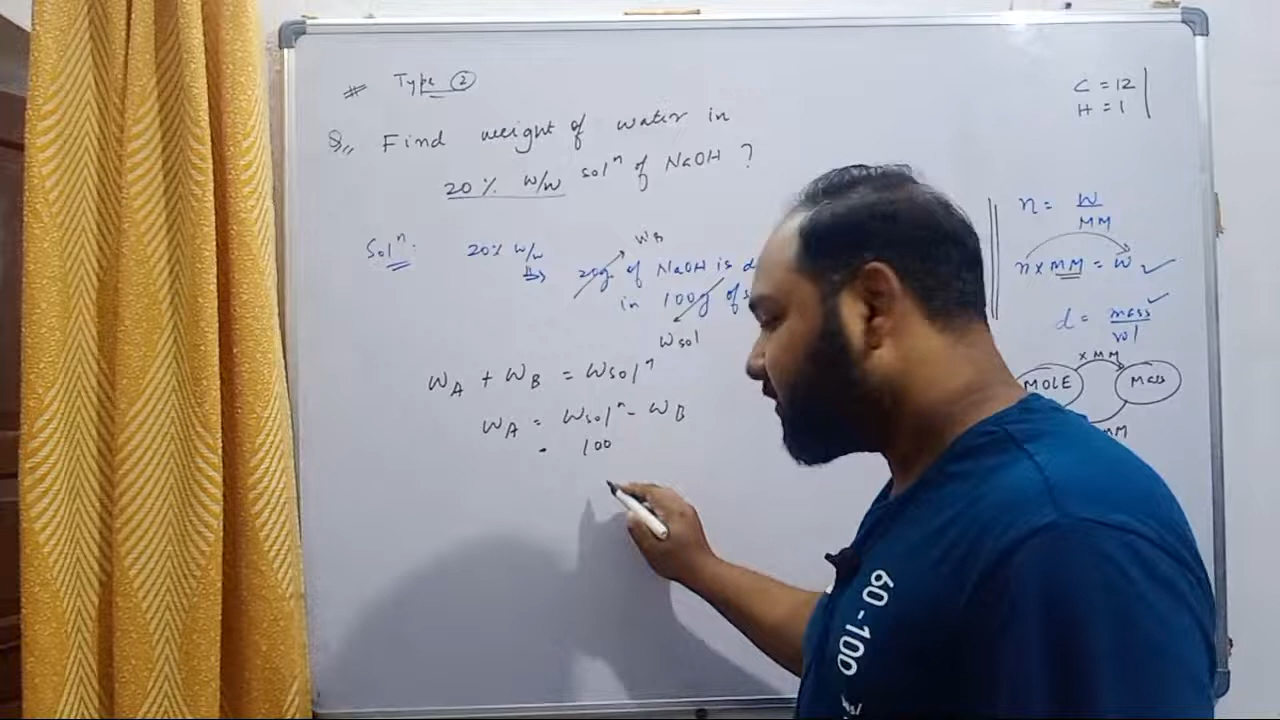 Type ②
Q,, Find weight of water in
20 % w/w solⁿ of NaOH ?
Solⁿ: 20% w/w ⇒ 20g of NaOH is
WB
in 100g of
Wsol
WA + WB = Wsolⁿ
WA = Wsolⁿ - WB
= 100
C = 12
H = 1
n = W/MM
n x MM = W
d = mass/vol
x MM
MOLE Mass
MM
60-100